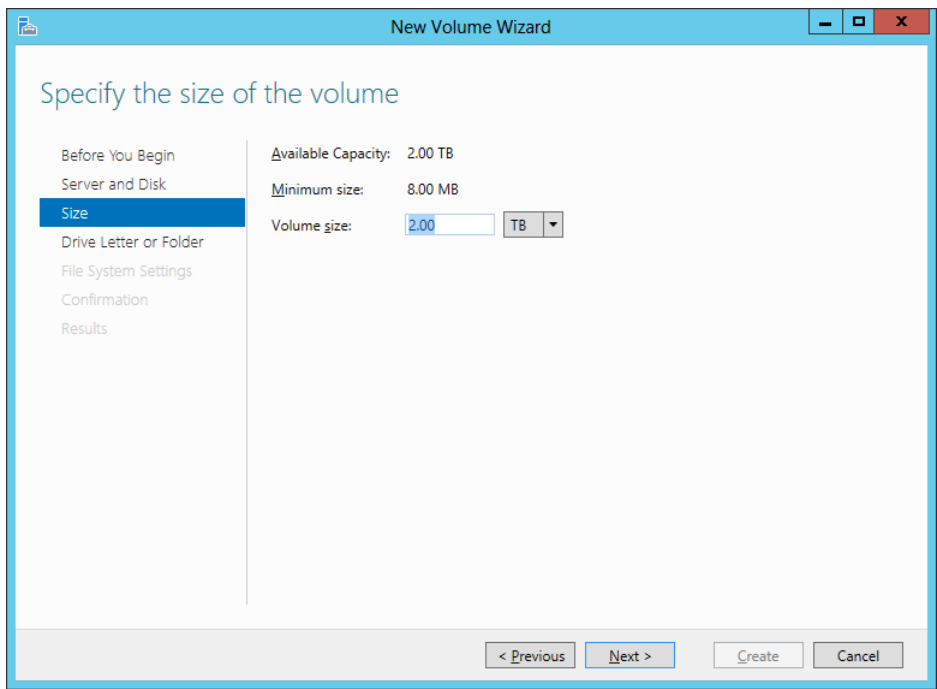 New Volume Wizard
Specify the size of the volume
Before You Begin
Server and Disk
Size
Drive Letter or Folder
File System Settings
Confirmation
Results
Available Capacity: 2.00 TB
Minimum size: 8.00 MB
Volume size: 2.00 TB
< Previous
Next >
Create
Cancel